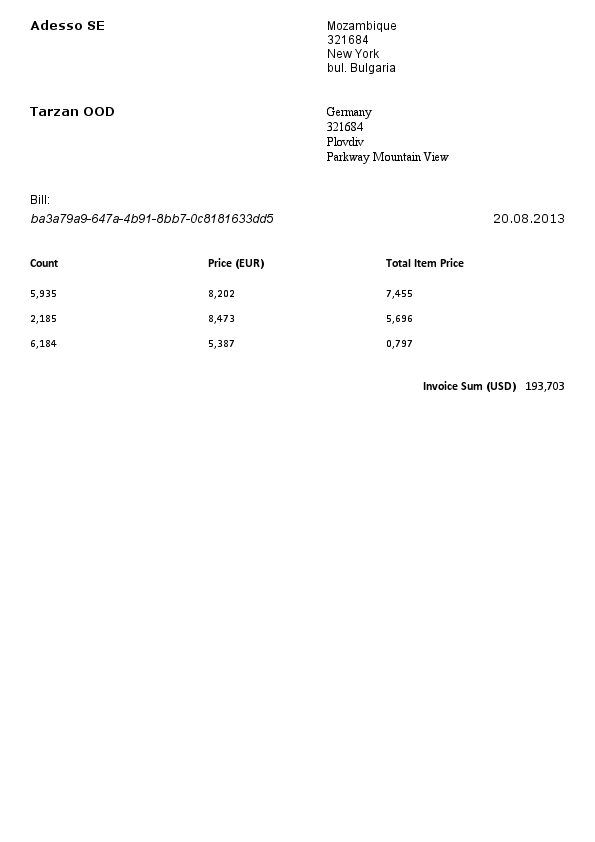 Adesso SE
Mozambique
321684
New York
bul. Bulgaria
Tarzan OOD
Germany
321684
Plovdiv
Parkway Mountain View
Bill:
ba3a79a9-647a-4b91-8bb7-0c8181633dd5 20.08.2013
Count Price (EUR) Total Item Price
5,935 8,202 7,455
2,185 8,473 5,696
6,184 5,387 0,797
Invoice Sum (USD) 193,703